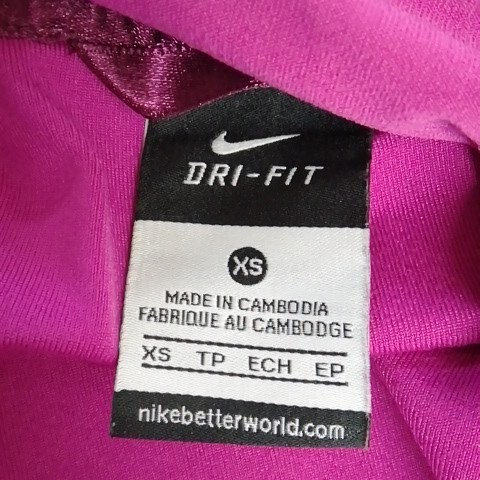 DRI-FIT
XS
MADE IN CAMBODIA
FABRIQUE AU CAMBODGE
XS TP ECH EP
nikebetterworld.com